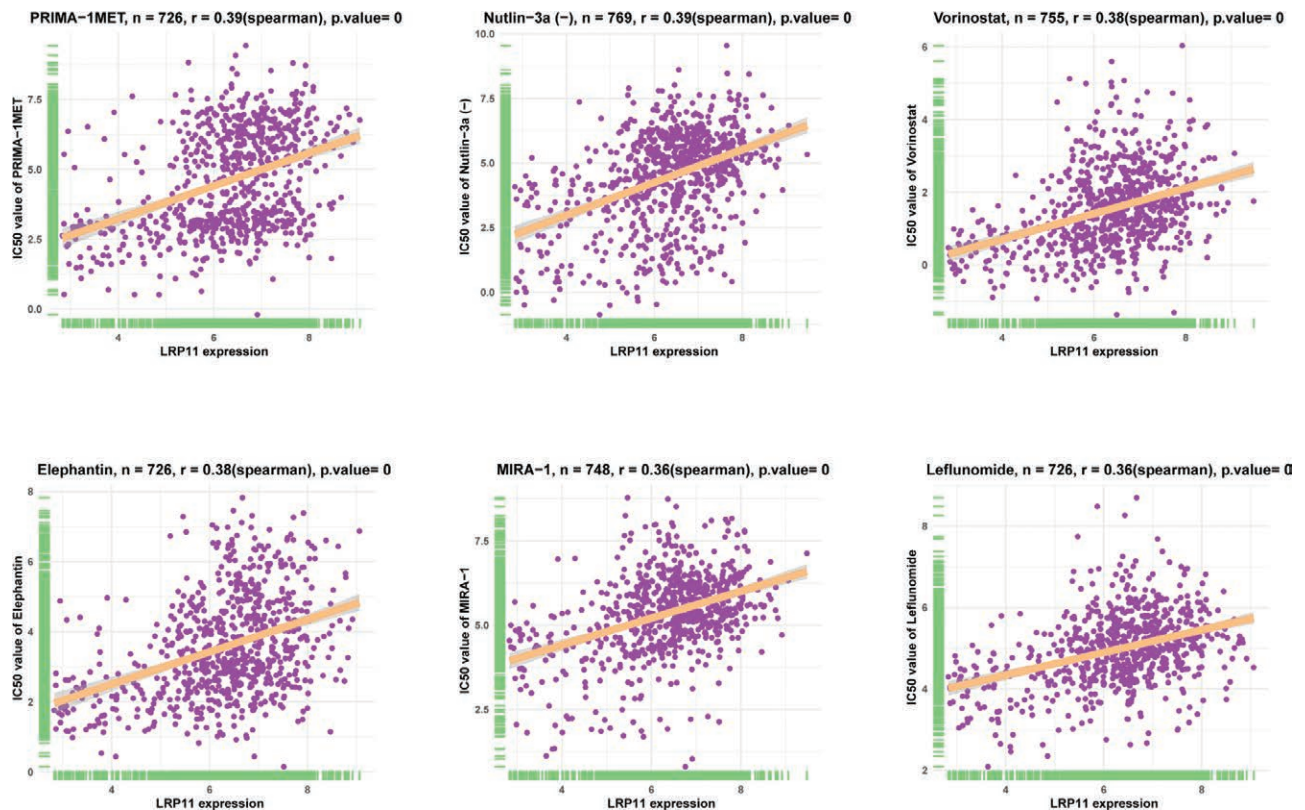 PRIMA−1MET, n = 726, r = 0.39(spearman), p.value= 0
IC50 value of PRIMA−1MET
7.5
5.0
2.5
0.0
4 6 8
LRP11 expression
Nutlin−3a (−), n = 769, r = 0.39(spearman), p.value= 0
IC50 value of Nutlin−3a (−)
10.0
7.5
5.0
2.5
0.0
4 6 8
LRP11 expression
Vorinostat, n = 755, r = 0.38(spearman), p.value= 0
IC50 value of Vorinostat
6
4
2
0
4 6 8
LRP11 expression
Elephantin, n = 726, r = 0.38(spearman), p.value= 0
IC50 value of Elephantin
8
6
4
2
0
4 6 8
LRP11 expression
MIRA−1, n = 748, r = 0.36(spearman), p.value= 0
IC50 value of MIRA−1
7.5
5.0
2.5
4 6 8
LRP11 expression
Leflunomide, n = 726, r = 0.36(spearman), p.value= 0
IC50 value of Leflunomide
8
6
4
2
4 6 8
LRP11 expression